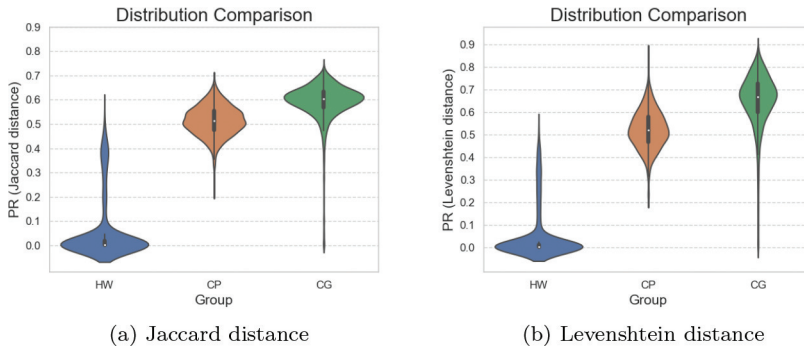 Distribution Comparison
0.9
0.8
0.7
0.6
0.5
0.4
0.3
0.2
0.1
0.0
PR (Jaccard distance)
HW CP CG
Group
(a) Jaccard distance
Distribution Comparison
0.9
0.8
0.7
0.6
0.5
0.4
0.3
0.2
0.1
0.0
PR (Levenshtein distance)
HW CP CG
Group
(b) Levenshtein distance